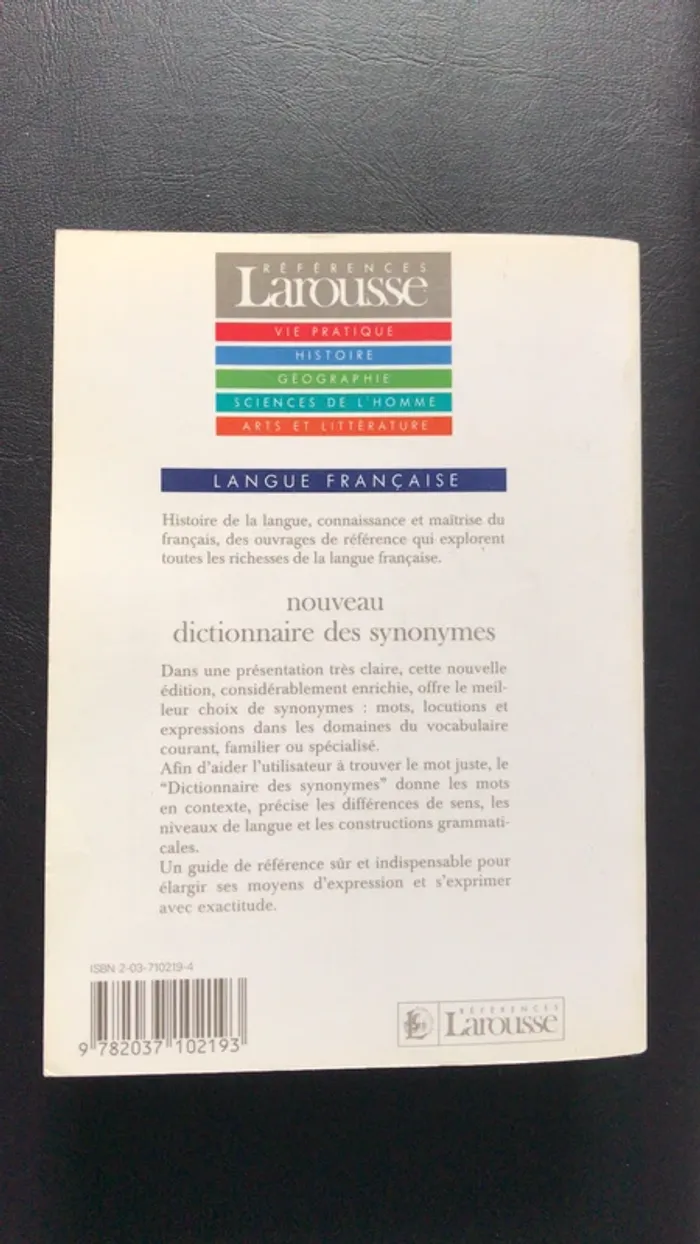 RÉFÉRENCES
Larousse
VIE PRATIQUE
HISTOIRE
GÉOGRAPHIE
SCIENCES DE L'HOMME
ARTS ET LITTÉRATURE
LANGUE FRANÇAISE
Histoire de la langue, connaissance et maîtrise du
français, des ouvrages de référence qui explorent
toutes les richesses de la langue française.
nouveau
dictionnaire des synonymes
Dans une présentation très claire, cette nouvelle
édition, considérablement enrichie, offre le meil-
leur choix de synonymes : mots, locutions et
expressions dans les domaines du vocabulaire
courant, familier ou spécialisé.
Afin d'aider l'utilisateur à trouver le mot juste, le
“Dictionnaire des synonymes” donne les mots
en contexte, précise les différences de sens, les
niveaux de langue et les constructions grammati-
cales.
Un guide de référence sûr et indispensable pour
élargir ses moyens d'expression et s'exprimer
avec exactitude.
ISBN 2-03-710219-4
9 782037 102193
RÉFÉRENCES
Larousse